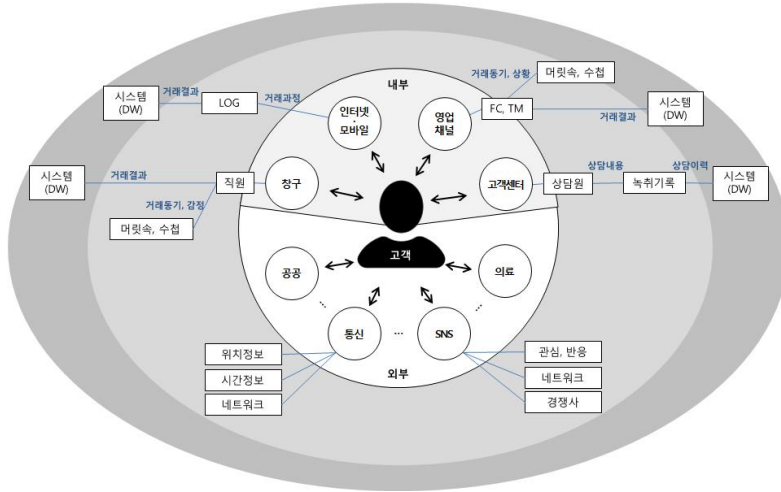 내부
거래동기, 상황
머릿속, 수첩
시스템
(DW)
거래결과
LOG
거래과정
인터넷
·
모바일
영업
채널
FC, TM
거래결과
시스템
(DW)
시스템
(DW)
거래결과
직원
창구
고객센터
상담원
상담내용
녹취기록
상담이력
시스템
(DW)
거래동기, 감정
머릿속, 수첩
고객
공공
의료
...
...
통신
...
SNS
위치정보
시간정보
네트워크
외부
관심, 반응
네트워크
경쟁사